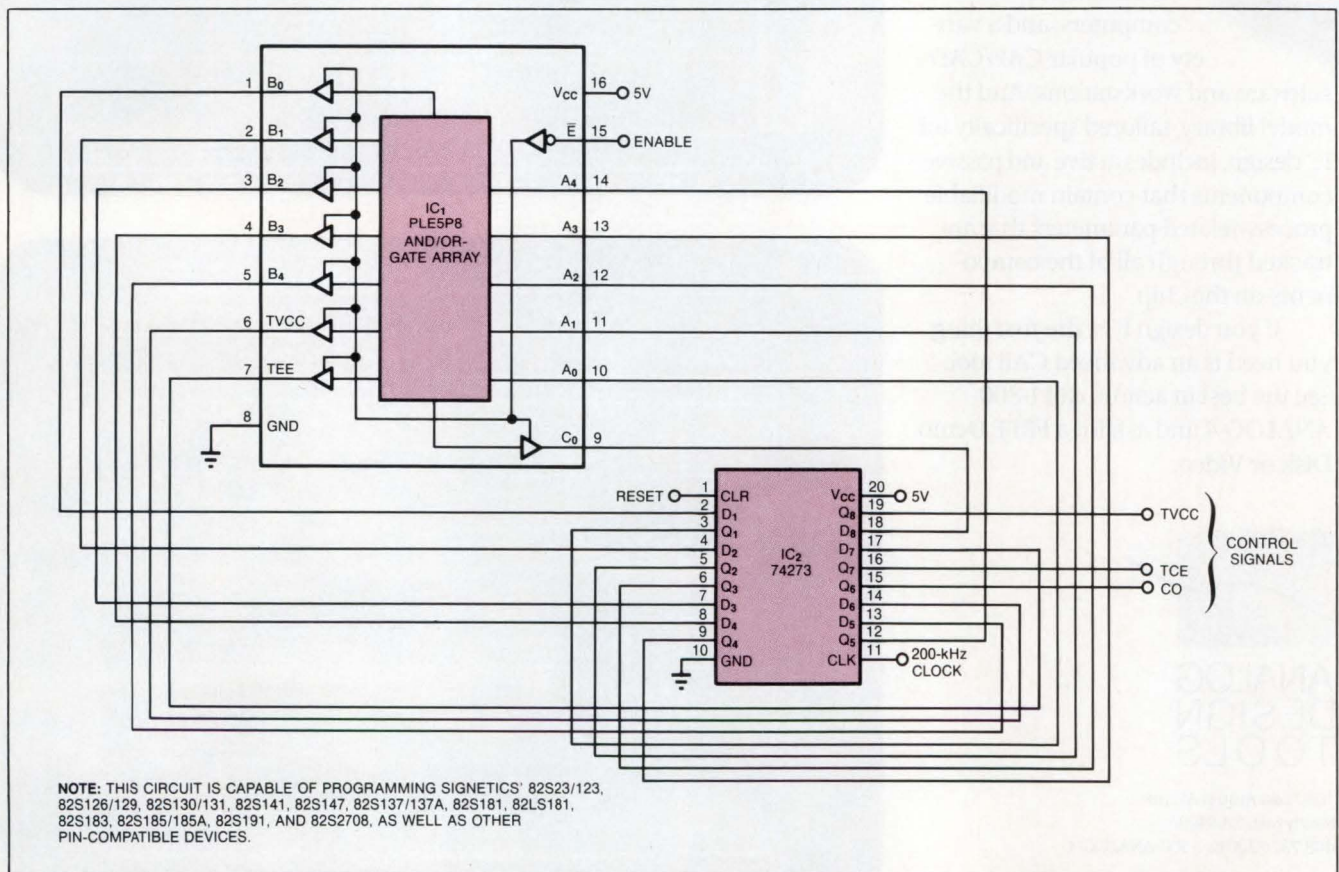 1 B0
2 B1
3 B2
4 B3
5 B4
6 TVCC
7 TEE
8 GND
IC1
PLE5P8
AND/OR-
GATE ARRAY
VCC 16 5V
E 15 ENABLE
A4 14
A3 13
A2 12
A1 11
A0 10
C0 9
RESET 1 CLR
2 D1
3 Q1
4 D2
5 Q2
6 Q3
7 D3
8 D4
9 Q4
10 GND
IC2
74273
VCC 20 5V
Q8 19
D8 18
D7 17
Q7 16
Q6 15
D6 14
D5 13
Q5 12
CLK 11 200-kHz
CLOCK
TVCC
TCE
CO
CONTROL
SIGNALS
NOTE: THIS CIRCUIT IS CAPABLE OF PROGRAMMING SIGNETICS' 82S23/123,
82S126/129, 82S130/131, 82S141, 82S147, 82S137/137A, 82S181, 82LS181,
82S183, 82S185/185A, 82S191, AND 82S2708, AS WELL AS OTHER
PIN-COMPATIBLE DEVICES.